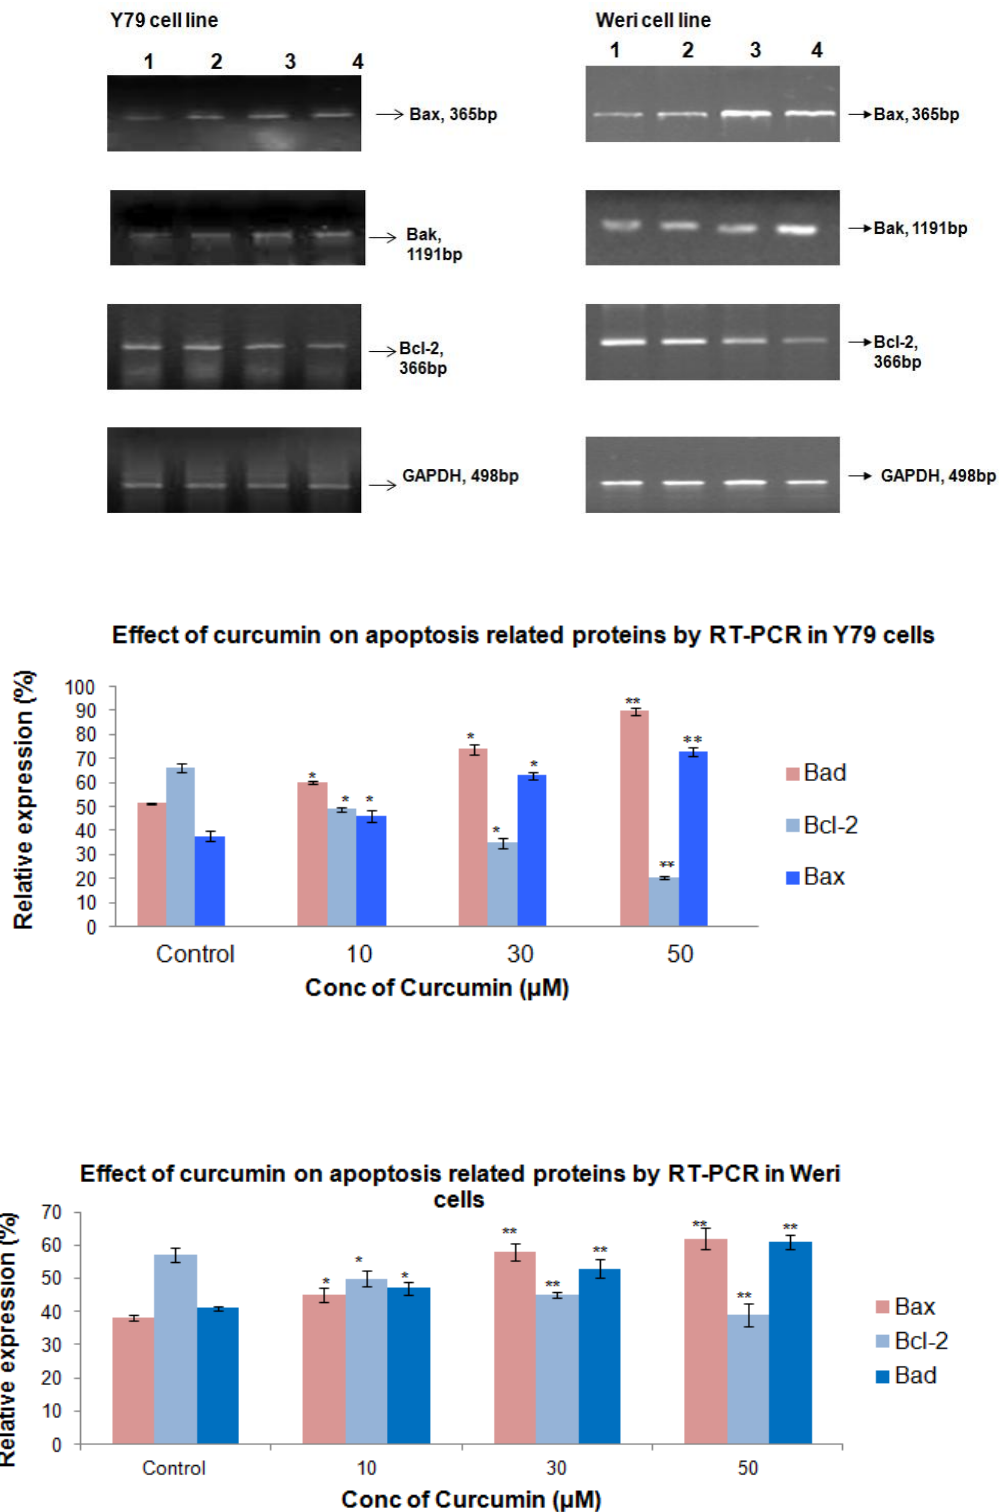 Y79 cell line
1 2 3 4
Bax, 365bp
Bak,
1191bp
Bcl-2,
366bp
GAPDH, 498bp
Weri cell line
1 2 3 4
Bax, 365bp
Bak, 1191bp
Bcl-2,
366bp
GAPDH, 498bp
Effect of curcumin on apoptosis related proteins by RT-PCR in Y79 cells
Relative expression (%)
100
90
80
70
60
50
40
30
20
10
0
* * *
* * *
** ** **
Control 10 30 50
Conc of Curcumin (µM)
Bad
Bcl-2
Bax
Effect of curcumin on apoptosis related proteins by RT-PCR in Weri
cells
Relative expression (%)
70
60
50
40
30
20
10
0
* * *
** ** **
** ** **
Control 10 30 50
Conc of Curcumin (µM)
Bax
Bcl-2
Bad